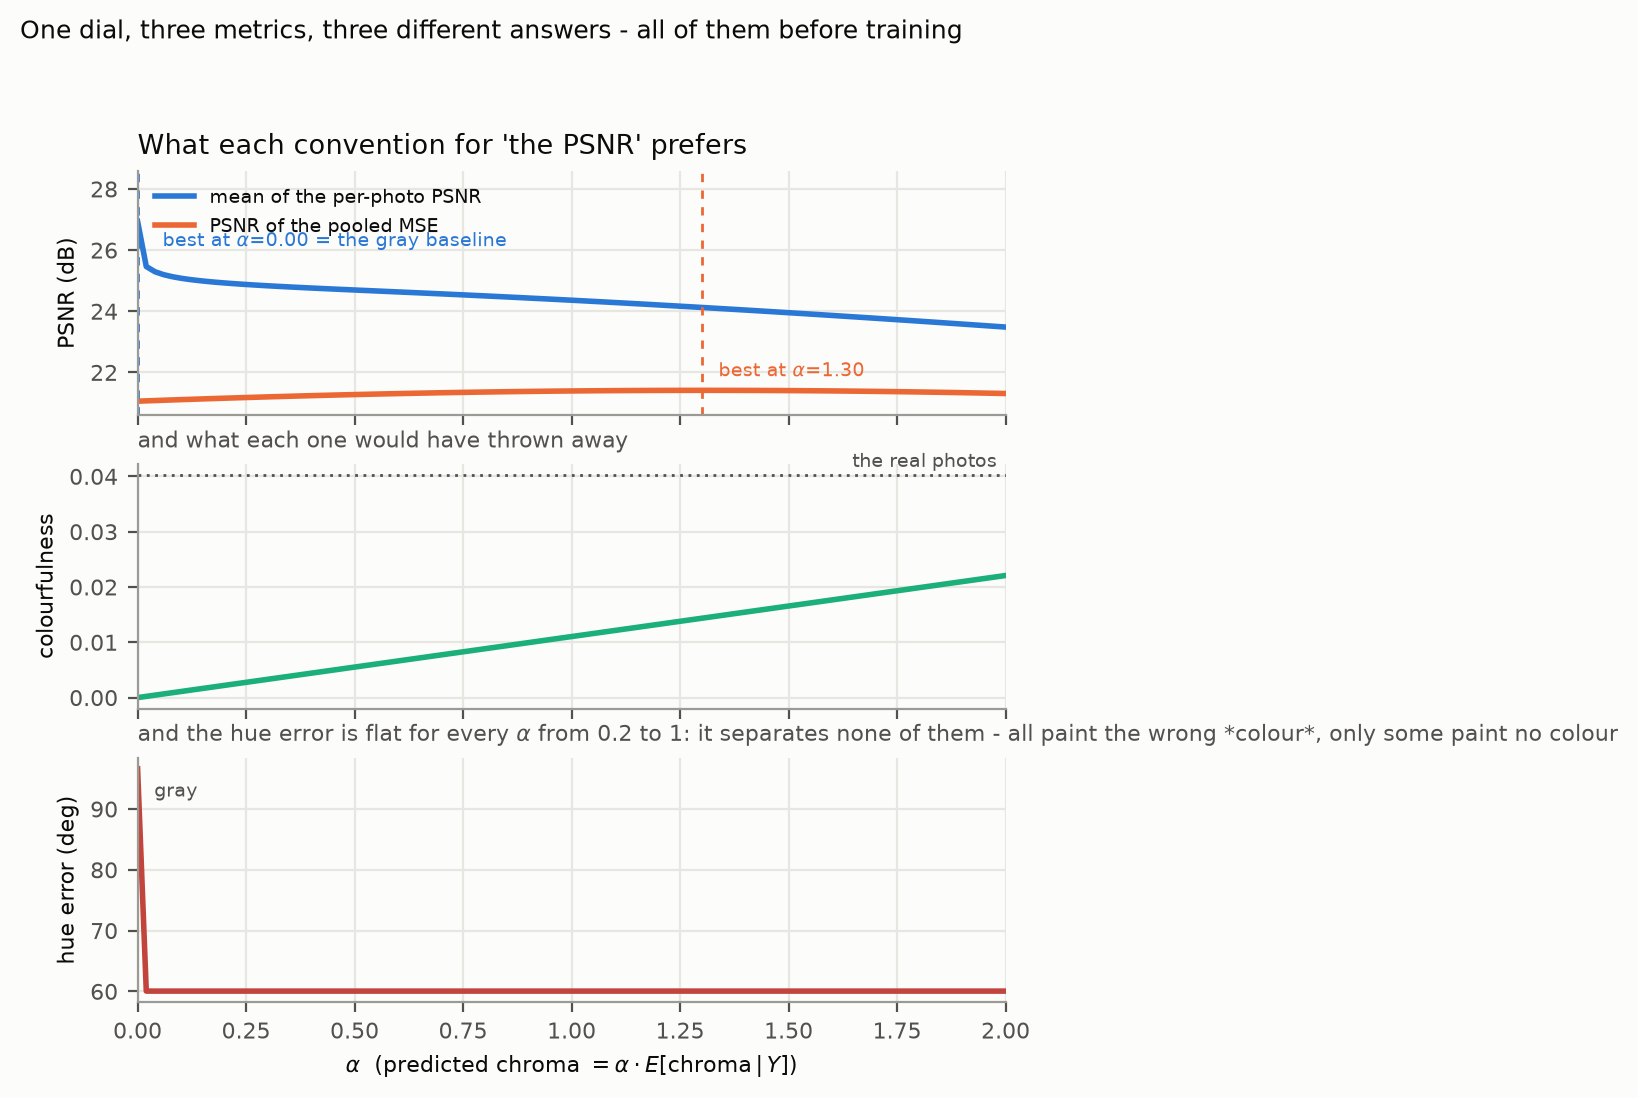 One dial, three metrics, three different answers - all of them before training
What each convention for 'the PSNR' prefers
28
26
24
22
PSNR (dB)
mean of the per-photo PSNR
PSNR of the pooled MSE
best at α=0.00 = the gray baseline
best at α=1.30
and what each one would have thrown away
the real photos
0.04
0.03
0.02
0.01
0.00
colourfulness
and the hue error is flat for every α from 0.2 to 1: it separates none of them - all paint the wrong *colour*, only some paint no colour
gray
90
80
70
60
hue error (deg)
0.00 0.25 0.50 0.75 1.00 1.25 1.50 1.75 2.00
α (predicted chroma = α · E[chroma | Y])